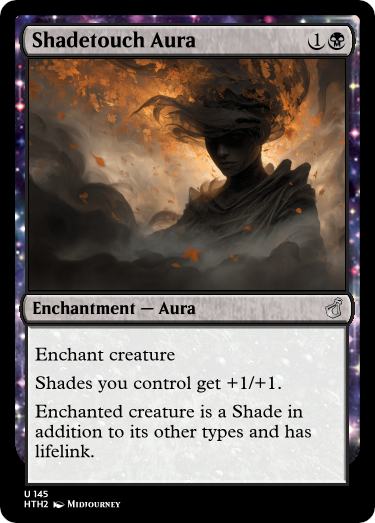 Shadetouch Aura 1
Enchantment — Aura
Enchant creature
Shades you control get +1/+1.
Enchanted creature is a Shade in
addition to its other types and has
lifelink.
U 145
HTH2 Midjourney